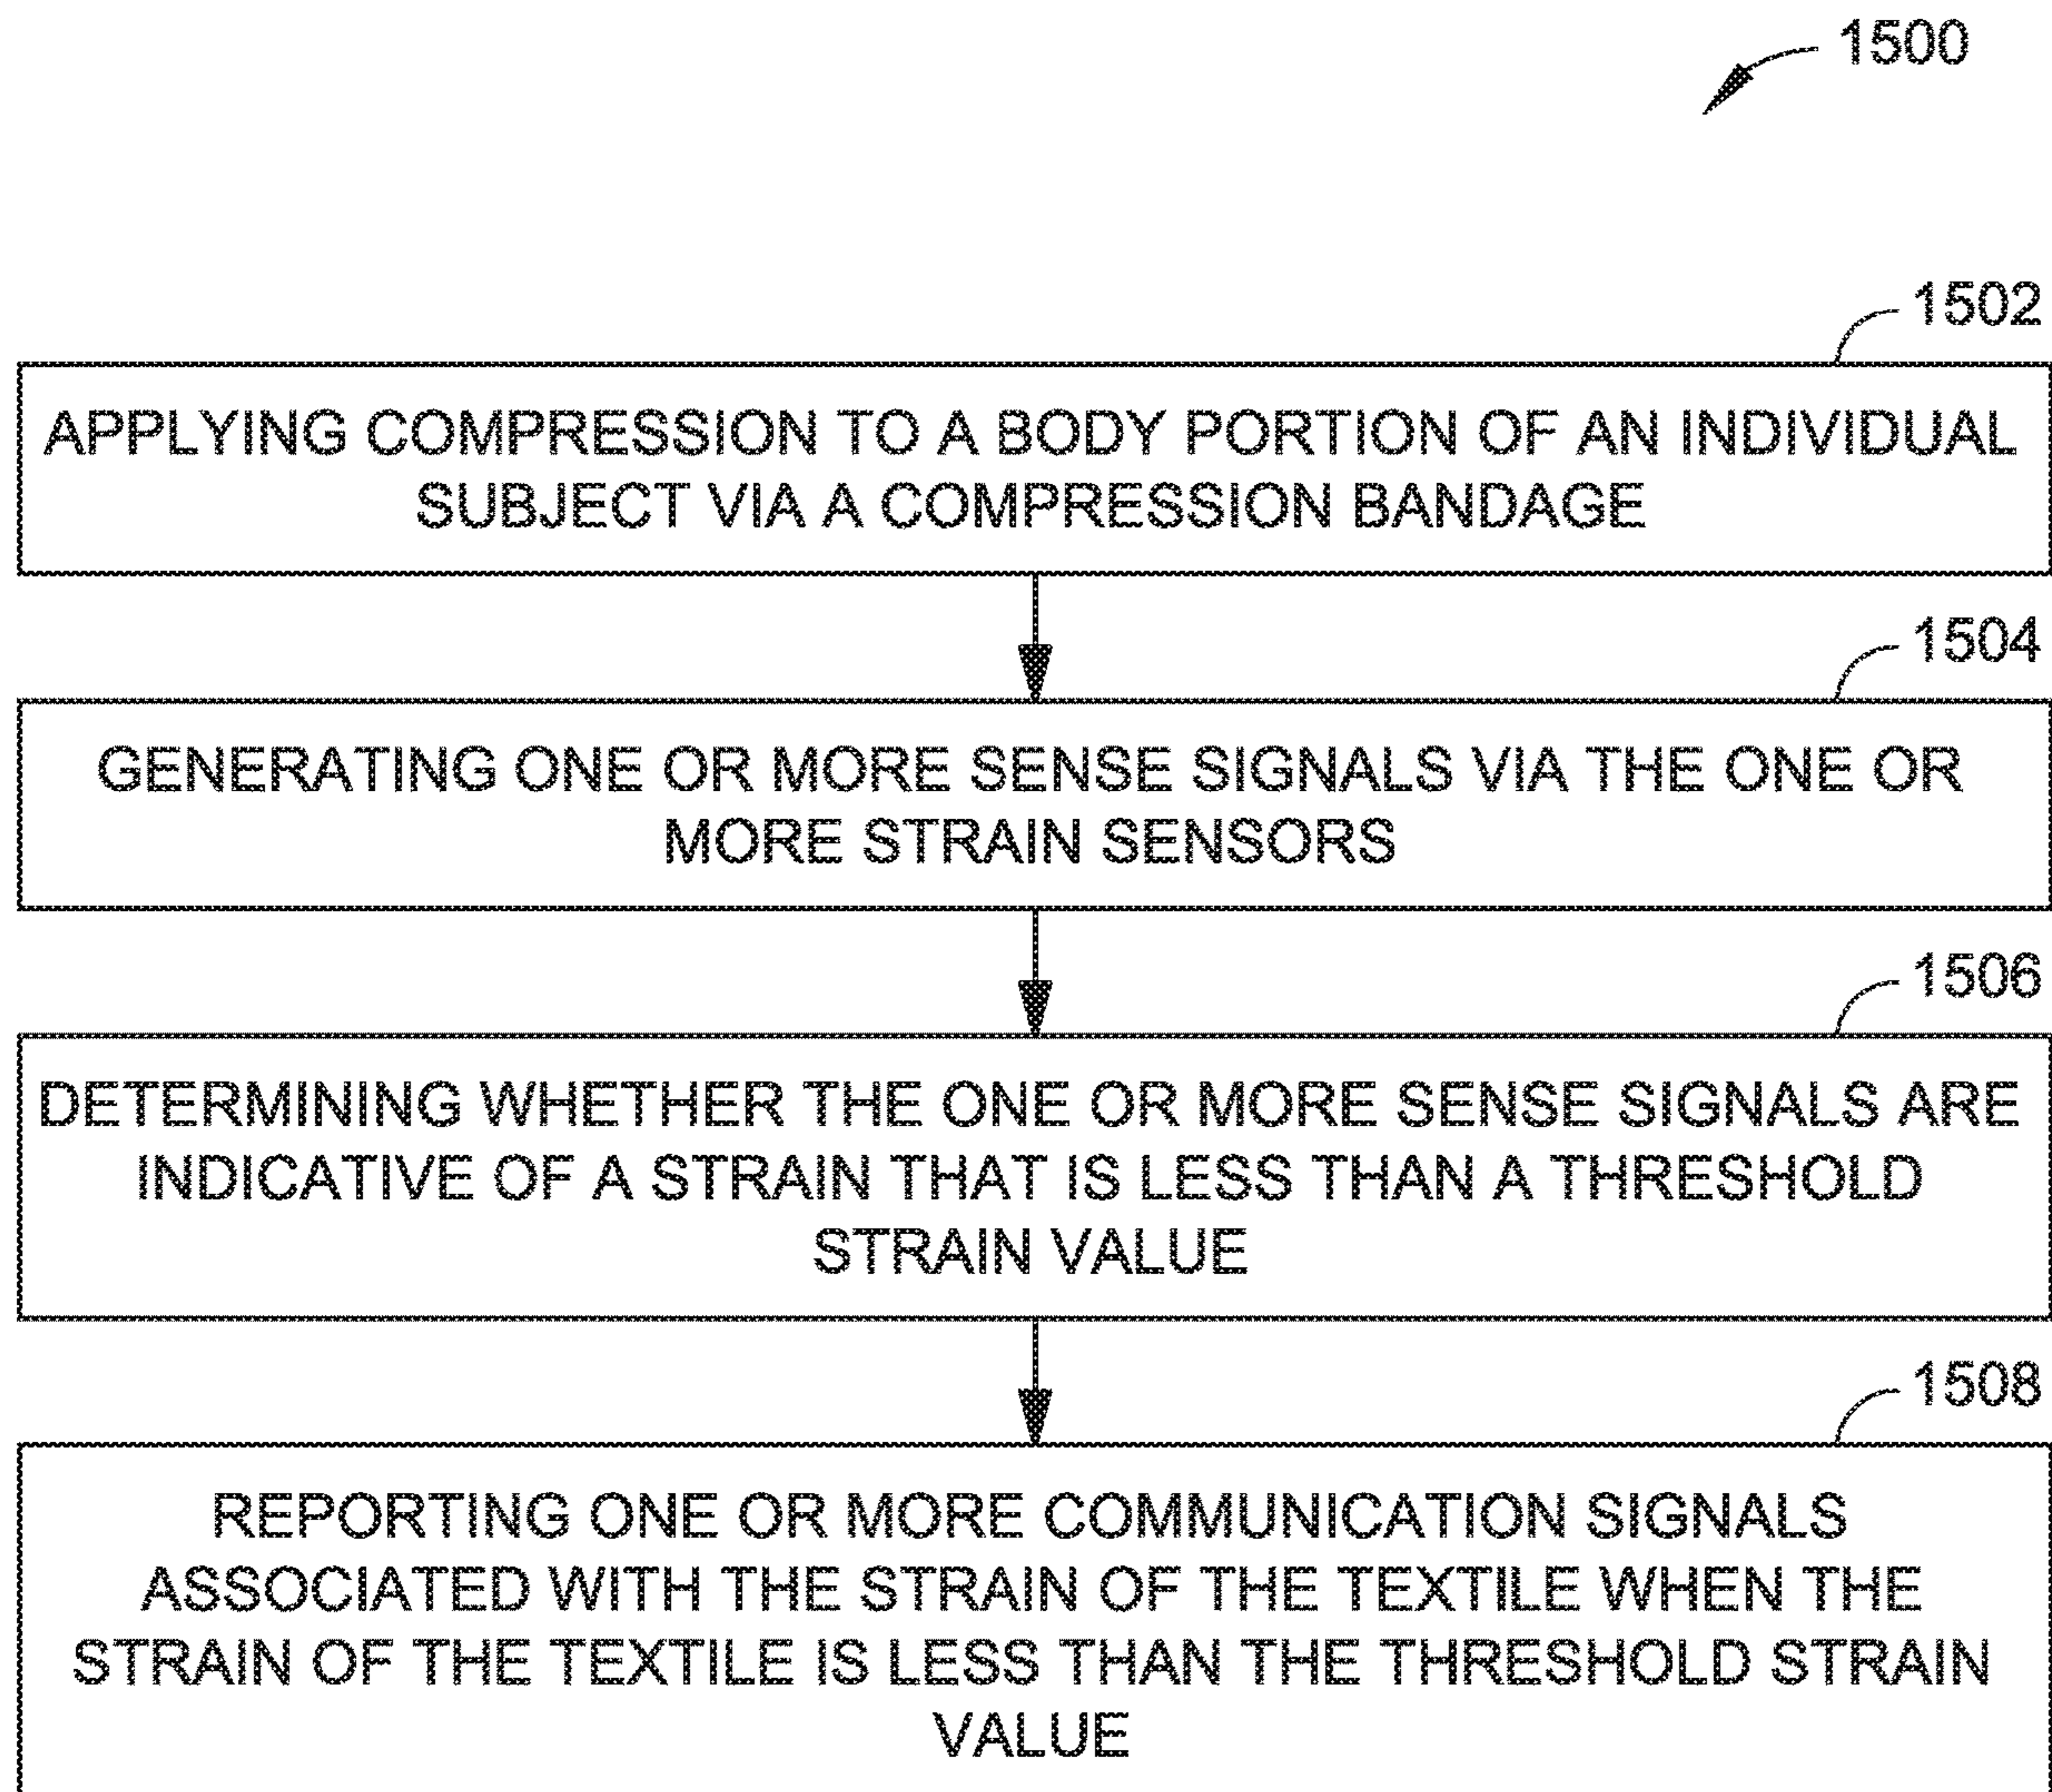 1500
1502
APPLYING COMPRESSION TO A BODY PORTION OF AN INDIVIDUAL
SUBJECT VIA A COMPRESSION BANDAGE
1504
GENERATING ONE OR MORE SENSE SIGNALS VIA THE ONE OR
MORE STRAIN SENSORS
1506
DETERMINING WHETHER THE ONE OR MORE SENSE SIGNALS ARE
INDICATIVE OF A STRAIN THAT IS LESS THAN A THRESHOLD
STRAIN VALUE
1508
REPORTING ONE OR MORE COMMUNICATION SIGNALS
ASSOCIATED WITH THE STRAIN OF THE TEXTILE WHEN THE
STRAIN OF THE TEXTILE IS LESS THAN THE THRESHOLD STRAIN
VALUE